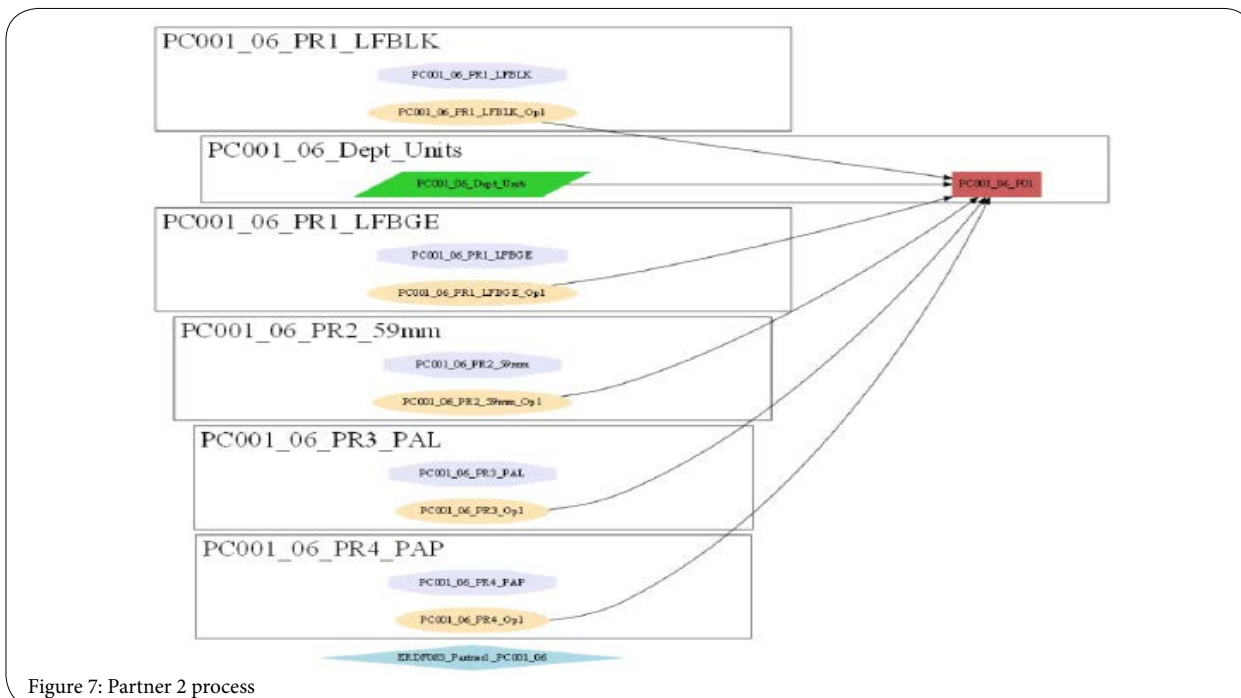 PC001_06_PR1_LFBLK
PC001_06_PR1_LFBLK
PC001_06_PR1_LFBLK_Op1
PC001_06_Dept_Units
PC001_06_Dept_Units
PC001_06_P01
PC001_06_PR1_LFBGE
PC001_06_PR1_LFBGE
PC001_06_PR1_LFBGE_Op1
PC001_06_PR2_59mm
PC001_06_PR2_59mm
PC001_06_PR2_59mm_Op1
PC001_06_PR3_PAL
PC001_06_PR3_PAL
PC001_06_PR3_Op1
PC001_06_PR4_PAP
PC001_06_PR4_PAP
PC001_06_PR4_Op1
Figure 7: Partner 2 process